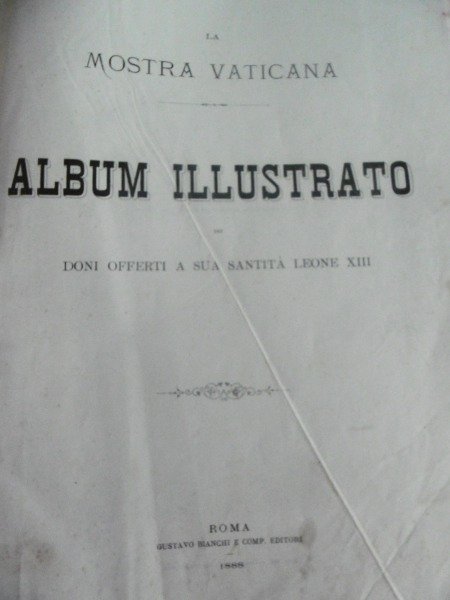 LA
MOSTRA VATICANA
ALBUM ILLUSTRATO
DEI
DONI OFFERTI A SUA SANTITÀ LEONE XIII
ROMA
GUSTAVO BIANCHI E COMP. EDITORI
1888